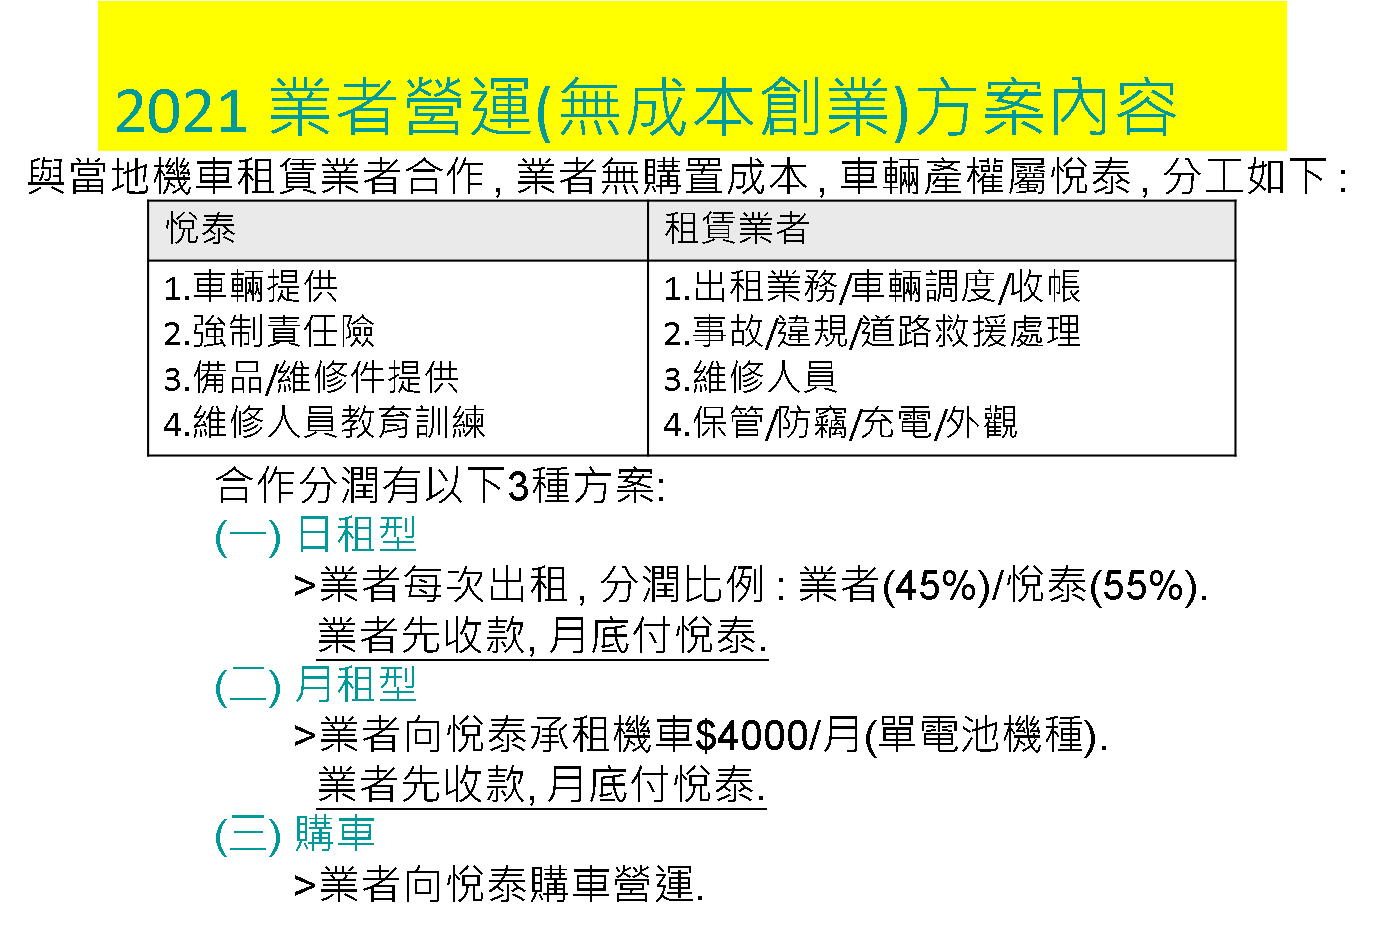 2021 業者營運(無成本創業)方案內容
與當地機車租賃業者合作 , 業者無購置成本 , 車輛產權屬悅泰 , 分工如下 :
悅泰
租賃業者
1.車輛提供
2.強制責任險
3.備品/維修件提供
4.維修人員教育訓練
1.出租業務/車輛調度/收帳
2.事故/違規/道路救援處理
3.維修人員
4.保管/防竊/充電/外觀
合作分潤有以下3種方案:
(一) 日租型
>業者每次出租 , 分潤比例 : 業者(45%)/悅泰(55%).
業者先收款, 月底付悅泰.
(二) 月租型
>業者向悅泰承租機車$4000/月(單電池機種).
業者先收款, 月底付悅泰.
(三) 購車
>業者向悅泰購車營運.